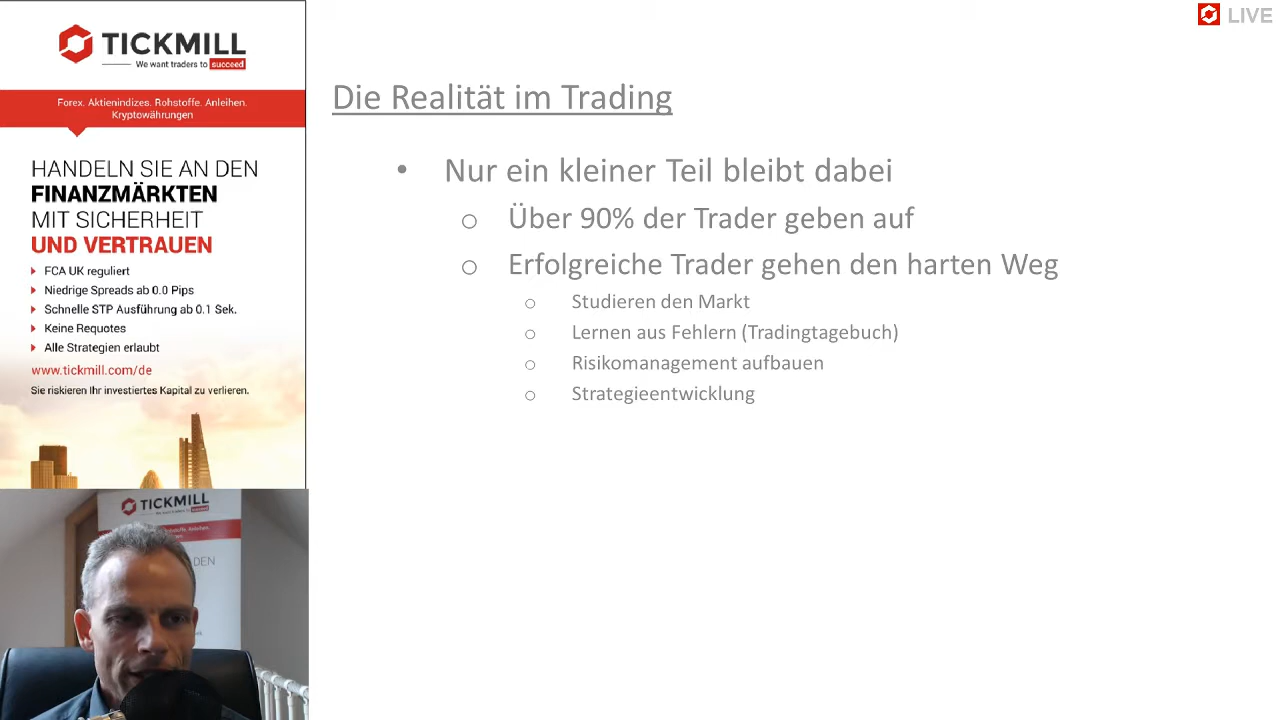 TICKMILL
We want traders to succeed
Forex. Aktienindizes. Rohstoffe. Anleihen.
Kryptowährungen
HANDELN SIE AN DEN
FINANZMÄRKTEN
MIT SICHERHEIT
UND VERTRAUEN
FCA UK reguliert
Niedrige Spreads ab 0.0 Pips
Schnelle STP Ausführung ab 0.1 Sek.
Keine Requotes
Alle Strategien erlaubt
www.tickmill.com/de
Sie riskieren Ihr investiertes Kapital zu verlieren.
TICKMILL
DEN
LIVE
Die Realität im Trading
• Nur ein kleiner Teil bleibt dabei
o Über 90% der Trader geben auf
o Erfolgreiche Trader gehen den harten Weg
o Studieren den Markt
o Lernen aus Fehlern (Tradingtagebuch)
o Risikomanagement aufbauen
o Strategieentwicklung